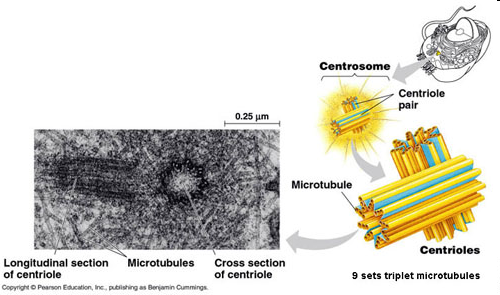 Centrosome
Centriole
pair
0.25 µm
Microtubule
Centrioles
Longitudinal section
of centriole
Microtubules
Cross section
of centriole
9 sets triplet microtubules
Copyright © Pearson Education, Inc., publishing as Benjamin Cummings.